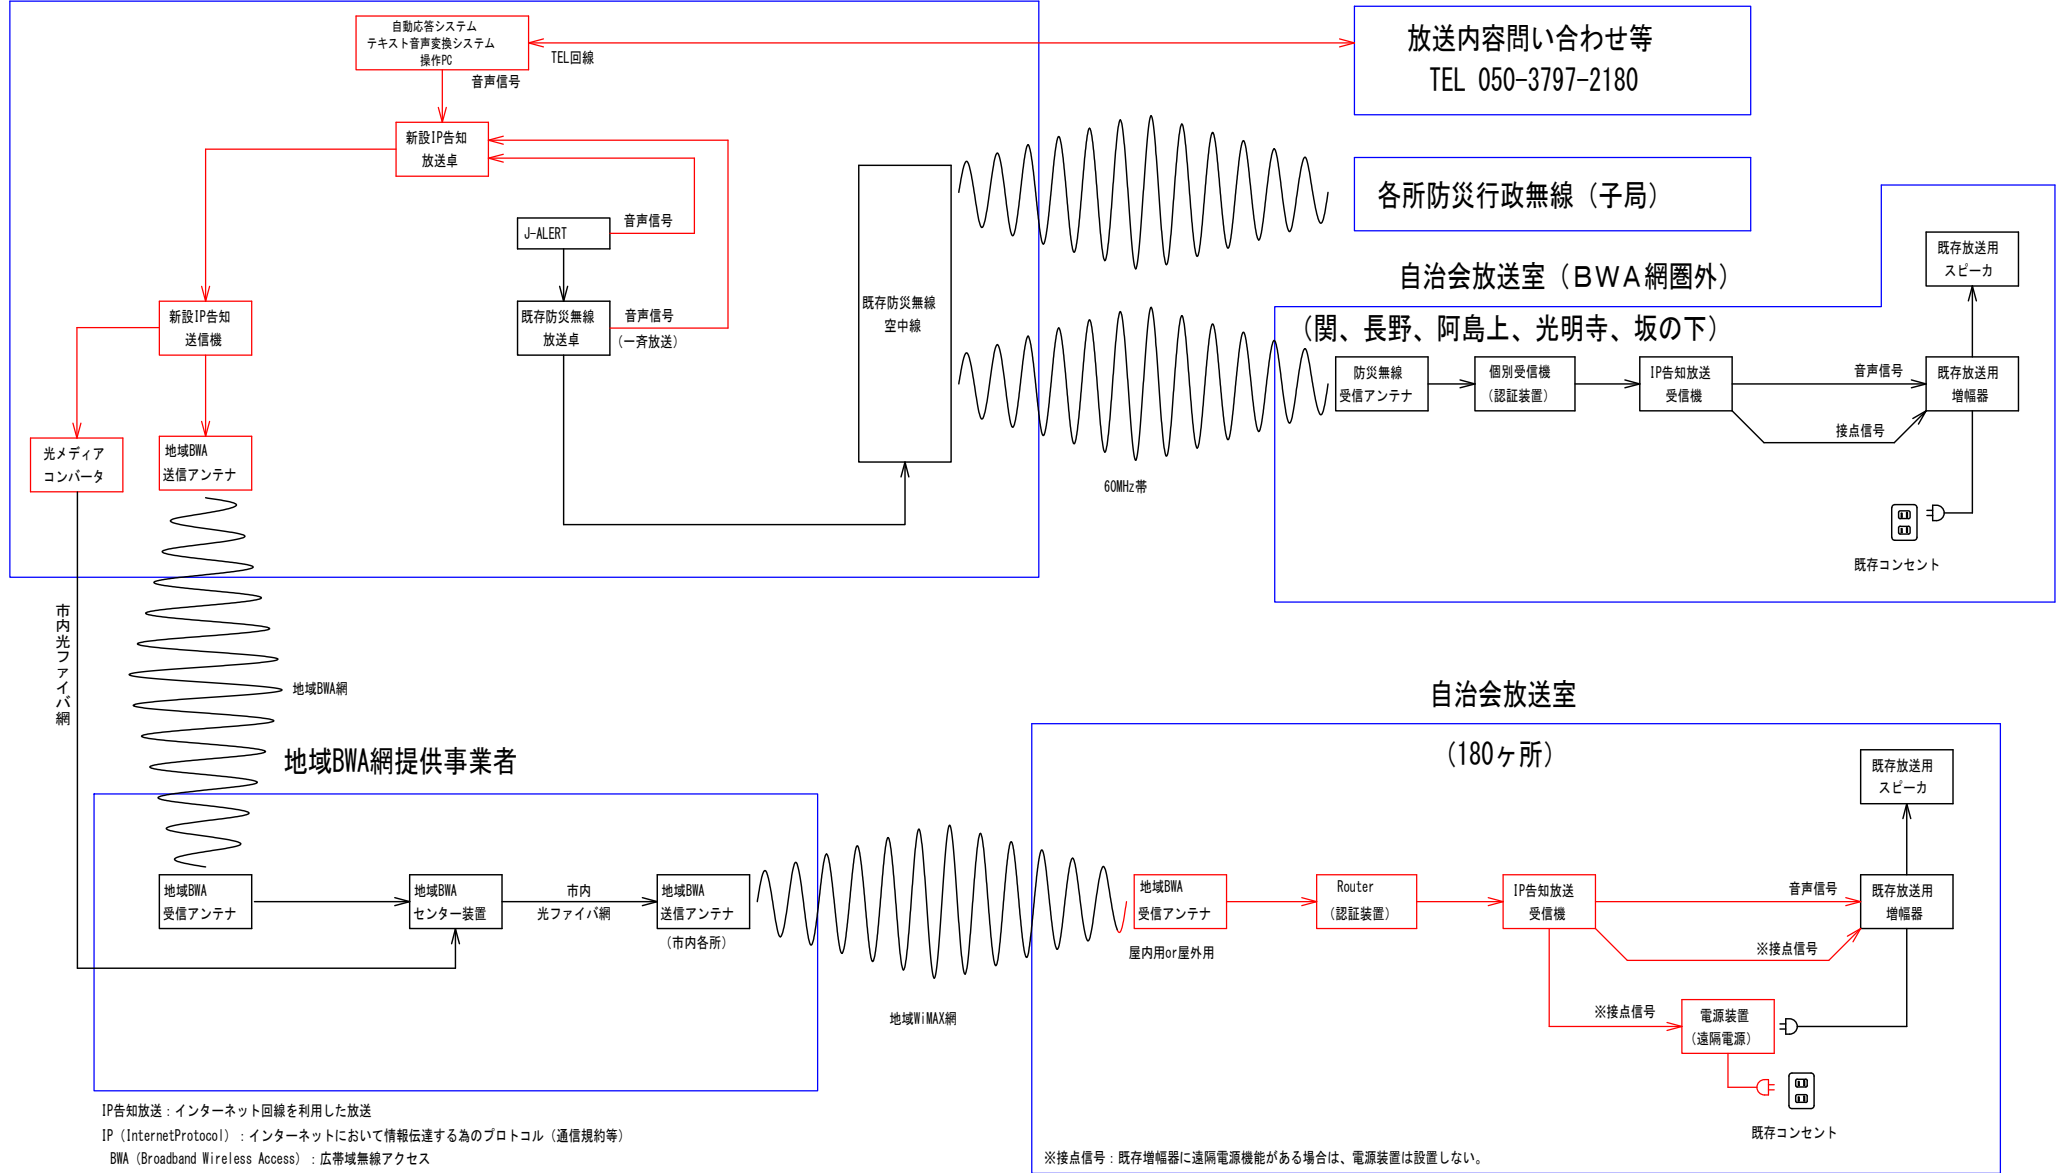 自動応答システム
テキスト音声変換システム
操作PC
TEL回線
音声信号
放送内容問い合わせ等
TEL 050-3797-2180
新設IP告知
放送卓
各所防災行政無線（子局）
J-ALERT
音声信号
既存防災無線
放送卓
音声信号
（一斉放送）
既存防災無線
空中線
新設IP告知
送信機
光メディア
コンバータ
地域BWA
送信アンテナ
60MHz帯
自治会放送室（ＢＷＡ網圏外）
（関、長野、阿島上、光明寺、坂の下）
防災無線
受信アンテナ
個別受信機
（認証装置）
IP告知放送
受信機
音声信号
接点信号
既存放送用
スピーカ
既存放送用
増幅器
既存コンセント
市内光ファイバ網
地域BWA網
地域BWA網提供事業者
地域BWA
受信アンテナ
地域BWA
センター装置
市内
光ファイバ網
地域BWA
送信アンテナ
（市内各所）
地域WiMAX網
自治会放送室
（180ヶ所）
地域BWA
受信アンテナ
屋内用or屋外用
Router
（認証装置）
IP告知放送
受信機
音声信号
※接点信号
※接点信号
既存放送用
スピーカ
既存放送用
増幅器
電源装置
（遠隔電源）
既存コンセント
IP告知放送：インターネット回線を利用した放送
IP（InternetProtocol）：インターネットにおいて情報伝達する為のプロトコル（通信規約等）
BWA（Broadband Wireless Access）：広帯域無線アクセス
※接点信号：既存増幅器に遠隔電源機能がある場合は、電源装置は設置しない。